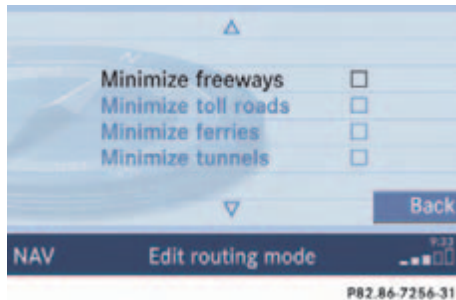 Minimize freeways
Minimize toll roads
Minimize ferries
Minimize tunnels
Back
NAV Edit routing mode 9:33
P82.86-7256-31